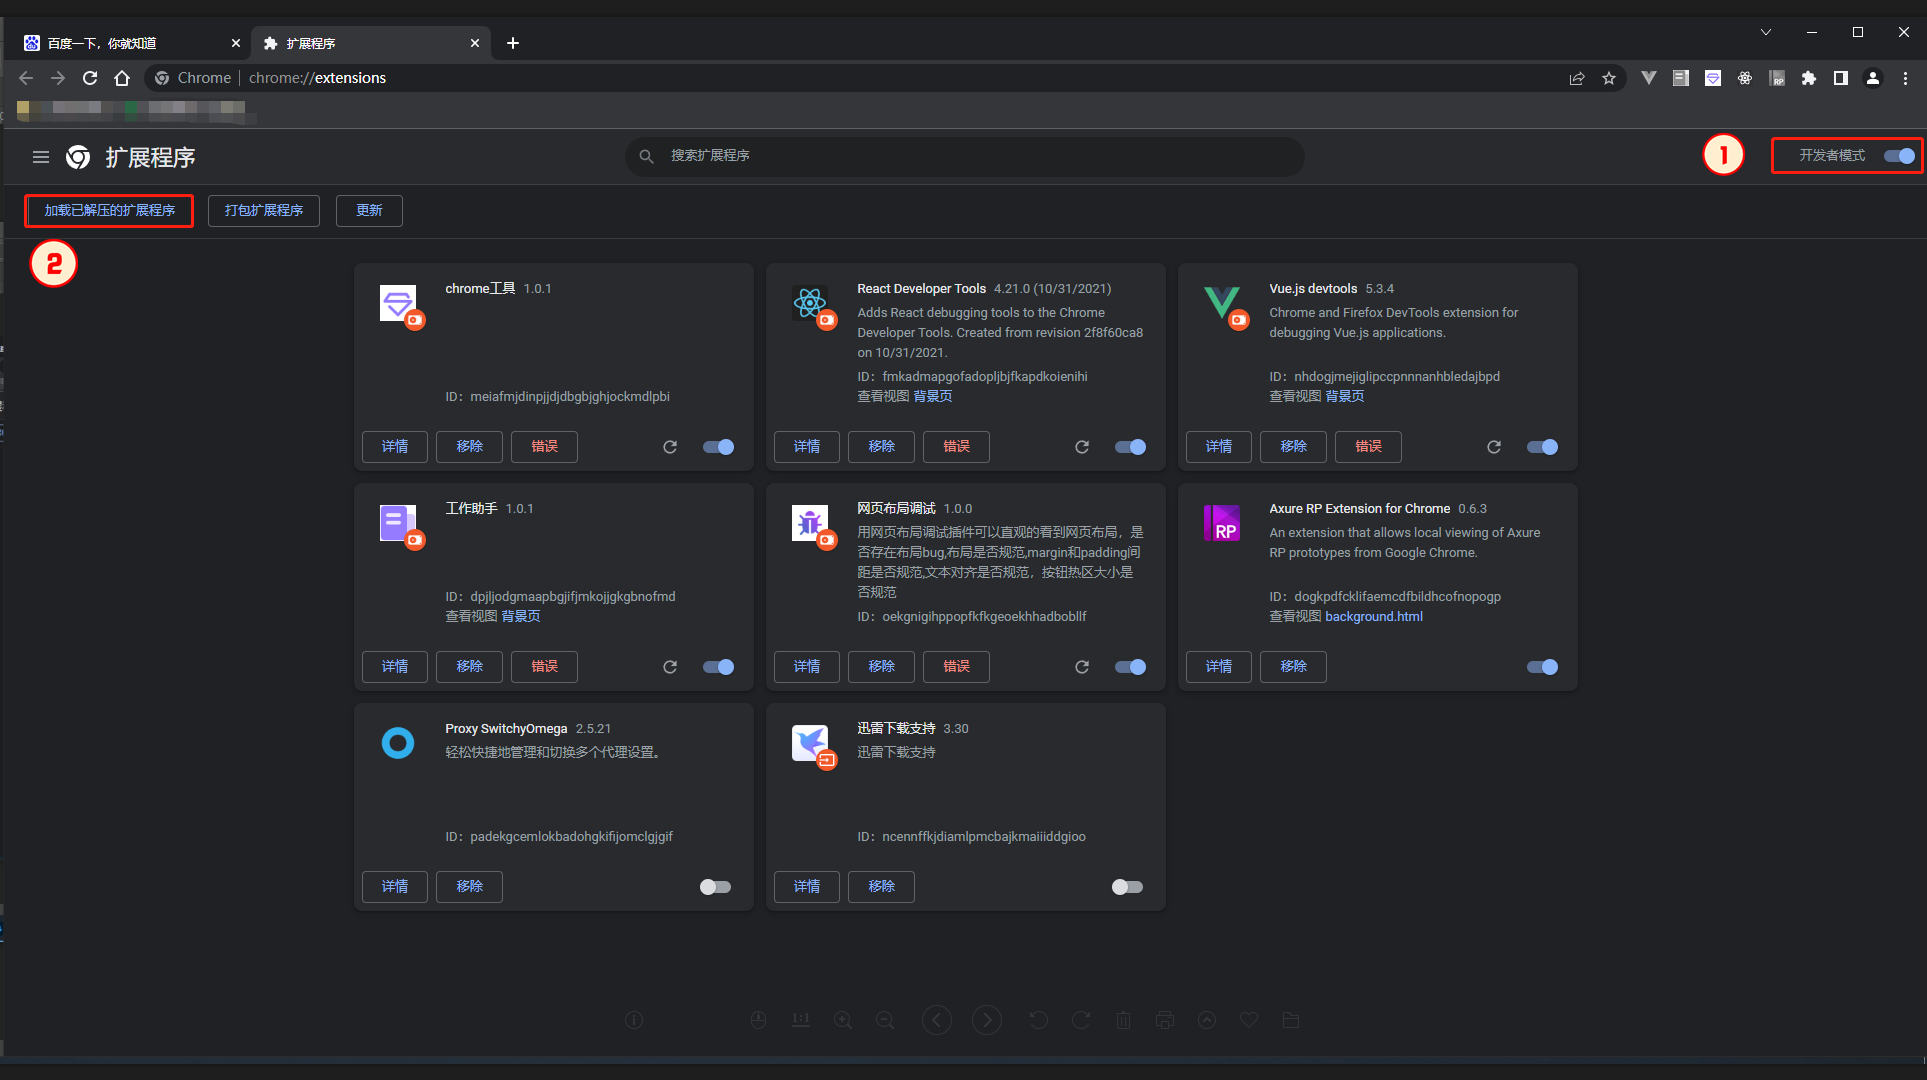 百度一下，你就知道
扩展程序
Chrome | chrome://extensions
扩展程序
搜索扩展程序
1
开发者模式
加载已解压的扩展程序
打包扩展程序
更新
2
chrome工具 1.0.1
ID：meiafmjdinpjjdjdbgbjghjockmdlpbi
详情
移除
错误
React Developer Tools 4.21.0 (10/31/2021)
Adds React debugging tools to the Chrome
Developer Tools. Created from revision 2f8f60ca8
on 10/31/2021.
ID：fmkadmapgofadopljbjfkapdkoienihi
查看视图 背景页
详情
移除
错误
Vue.js devtools 5.3.4
Chrome and Firefox DevTools extension for
debugging Vue.js applications.
ID：nhdogjmejiglipccpnnnanhbledajbpd
查看视图 背景页
详情
移除
错误
工作助手 1.0.1
ID：dpjljodgmaapbgjifjmkojjgkgbnofmd
查看视图 背景页
详情
移除
错误
网页布局调试 1.0.0
用网页布局调试插件可以直观的看到网页布局，是
否存在布局bug,布局是否规范,margin和padding间
距是否规范,文本对齐是否规范，按钮热区大小是
否规范
ID：oekgnigihppopfkfkgeoekhhadbobllf
详情
移除
错误
RP
Axure RP Extension for Chrome 0.6.3
An extension that allows local viewing of Axure
RP prototypes from Google Chrome.
ID：dogkpdfcklifaemcdfbildhcofnopogp
查看视图 background.html
详情
移除
Proxy SwitchyOmega 2.5.21
轻松快捷地管理和切换多个代理设置。
ID：padekgcemlokbadohgkifijomclgjgif
详情
移除
迅雷下载支持 3.30
迅雷下载支持
ID：ncennffkjdiamlpmcbajkmaiiiddgioo
详情
移除
1:1